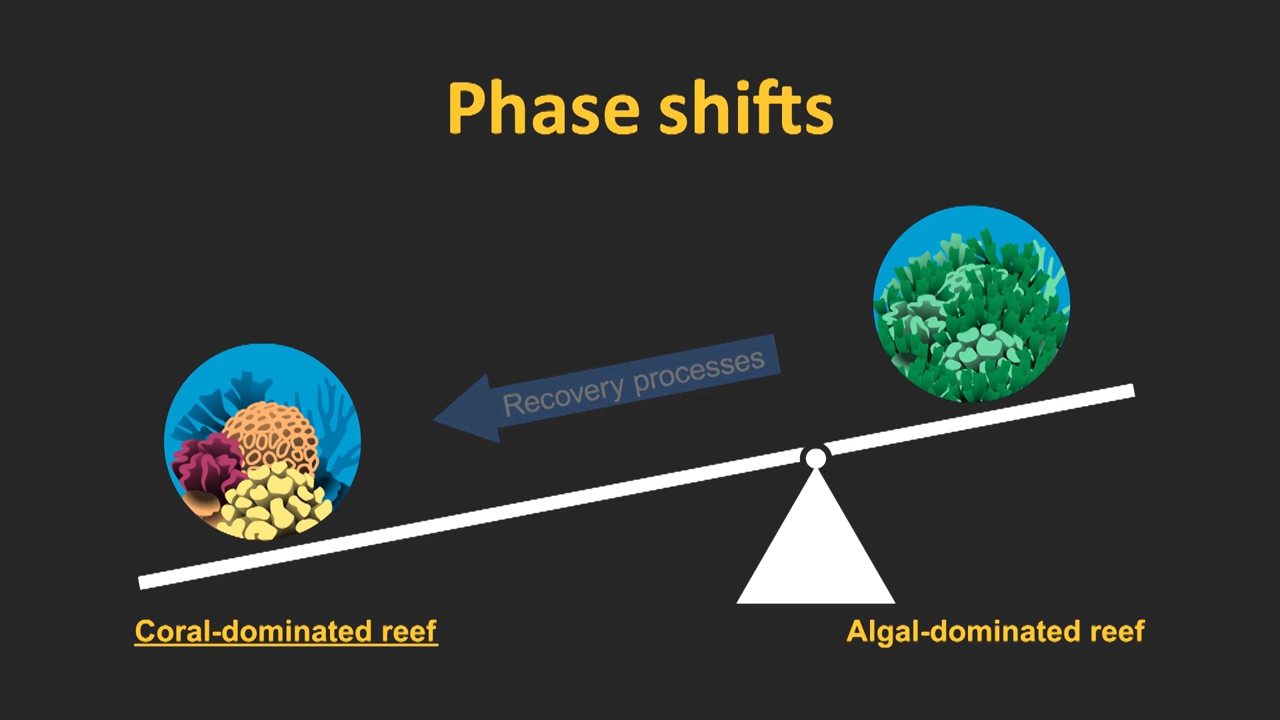 Phase shifts
Recovery processes
Coral-dominated reef
Algal-dominated reef